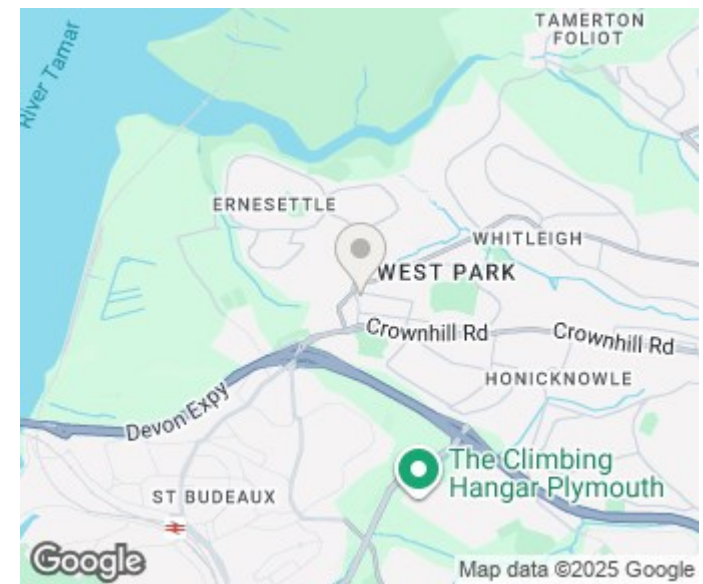 TAMERTON
FOLIOT
River Tamar
ERNESETTLE
WHITLEIGH
WEST PARK
Crownhill Rd
Crownhill Rd
HONICKNOWLE
Devon Expy
The Climbing
Hangar Plymouth
ST BUDEAUX
Google
Map data ©2025 Google